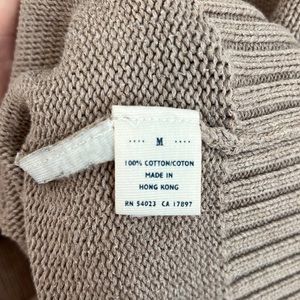 .... M ....
100% COTTON/COTON
MADE IN
HONG KONG
RN 54023 CA 17897